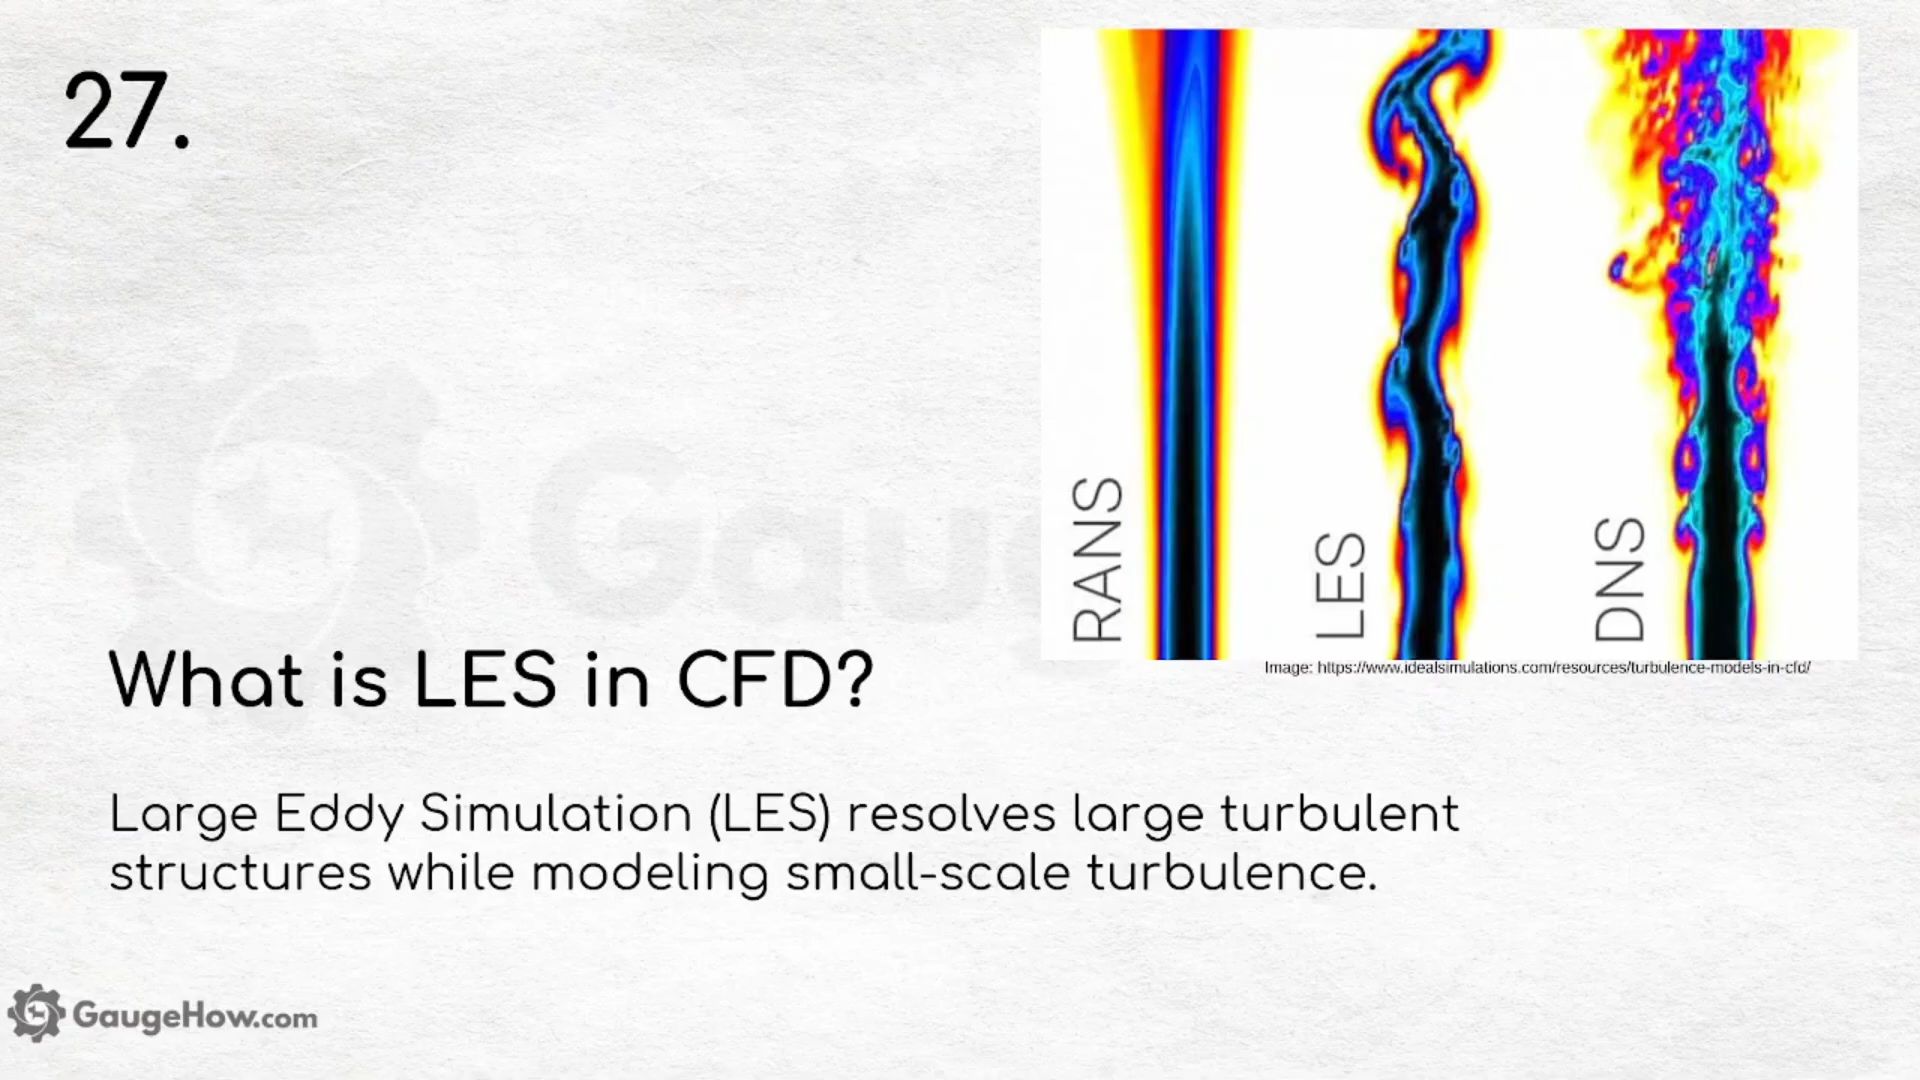 27.
RANS
LES
DNS
Image: https://www.idealsimulations.com/resources/turbulence-models-in-cfd/
What is LES in CFD?
Large Eddy Simulation (LES) resolves large turbulent
structures while modeling small-scale turbulence.
GaugeHow.com
Gaug